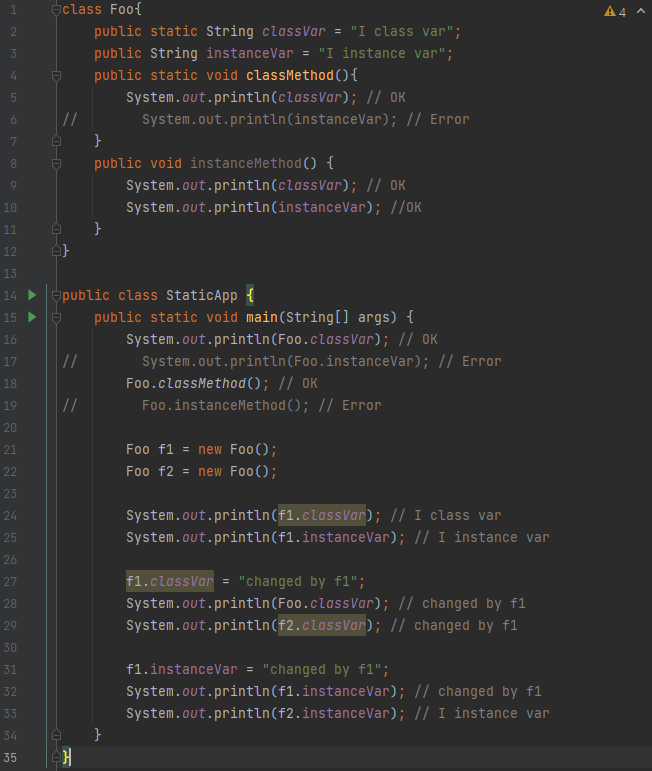 1 class Foo{ 4
2     public static String classVar = "I class var";
3     public String instanceVar = "I instance var";
4     public static void classMethod(){
5         System.out.println(classVar); // OK
6 //        System.out.println(instanceVar); // Error
7     }
8     public void instanceMethod() {
9         System.out.println(classVar); // OK
10         System.out.println(instanceVar); //OK
11     }
12 }
13
14 public class StaticApp {
15     public static void main(String[] args) {
16         System.out.println(Foo.classVar); // OK
17 //        System.out.println(Foo.instanceVar); // Error
18         Foo.classMethod(); // OK
19 //        Foo.instanceMethod(); // Error
20
21         Foo f1 = new Foo();
22         Foo f2 = new Foo();
23
24         System.out.println(f1.classVar); // I class var
25         System.out.println(f1.instanceVar); // I instance var
26
27         f1.classVar = "changed by f1";
28         System.out.println(Foo.classVar); // changed by f1
29         System.out.println(f2.classVar); // changed by f1
30
31         f1.instanceVar = "changed by f1";
32         System.out.println(f1.instanceVar); // changed by f1
33         System.out.println(f2.instanceVar); // I instance var
34     }
35 }